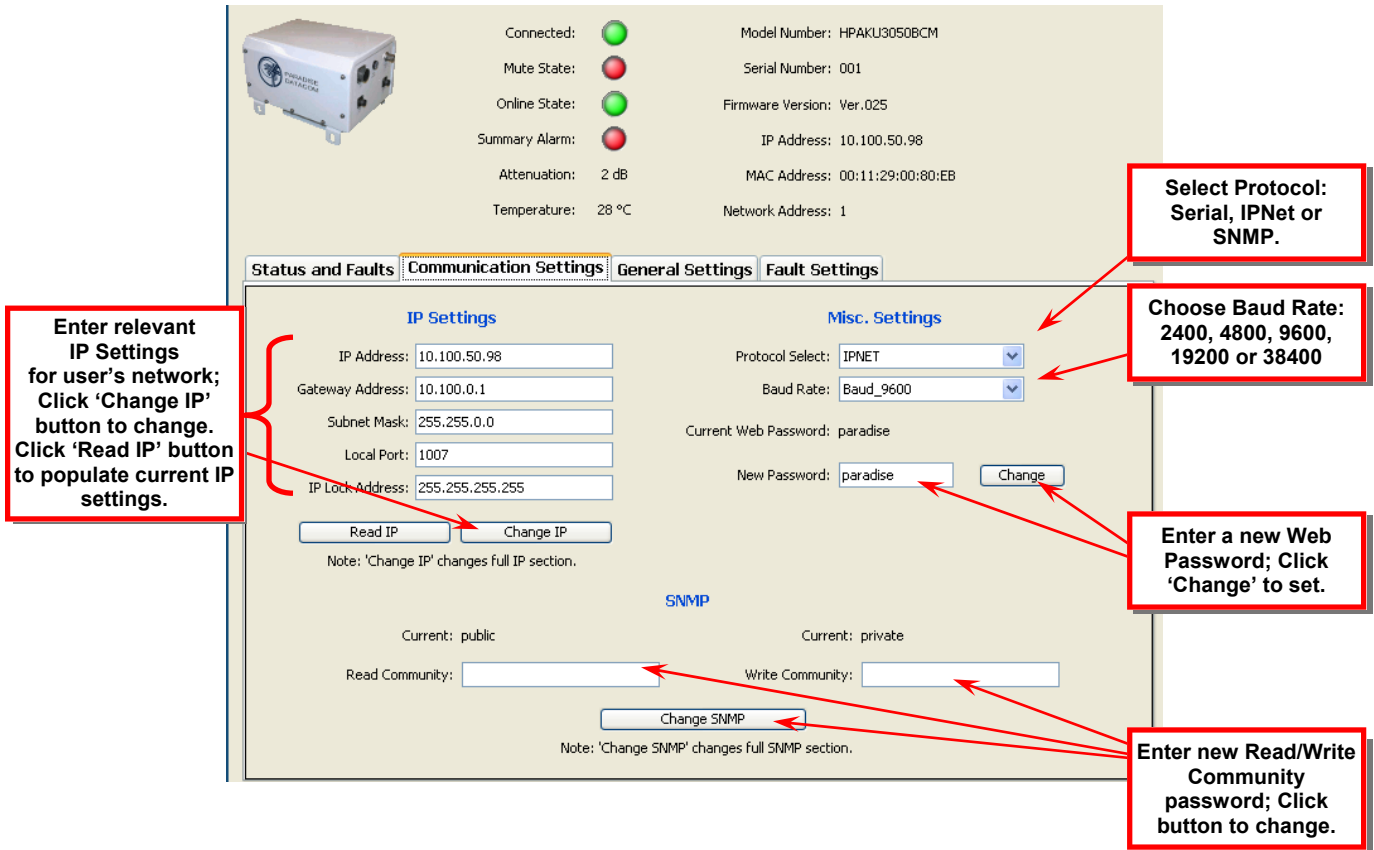 PARADISE
DATACOM
Connected:
Mute State:
Online State:
Summary Alarm:
Attenuation: 2 dB
Temperature: 28 °C
Model Number: HPAKU3050BCM
Serial Number: 001
Firmware Version: Ver.025
IP Address: 10.100.50.98
MAC Address: 00:11:29:00:80:EB
Network Address: 1
Select Protocol:
Serial, IPNet or
SNMP.
Status and Faults Communication Settings General Settings Fault Settings
Enter relevant
IP Settings
for user’s network;
Click ‘Change IP’
button to change.
Click ‘Read IP’ button
to populate current IP
settings.
IP Settings
IP Address: 10.100.50.98
Gateway Address: 10.100.0.1
Subnet Mask: 255.255.0.0
Local Port: 1007
IP Lock Address: 255.255.255.255
Read IP Change IP
Note: 'Change IP' changes full IP section.
Misc. Settings
Protocol Select: IPNET
Baud Rate: Baud_9600
Current Web Password: paradise
New Password: paradise Change
Choose Baud Rate:
2400, 4800, 9600,
19200 or 38400
Enter a new Web
Password; Click
‘Change’ to set.
SNMP
Current: public
Current: private
Read Community:
Write Community:
Change SNMP
Note: 'Change SNMP' changes full SNMP section.
Enter new Read/Write
Community
password; Click
button to change.